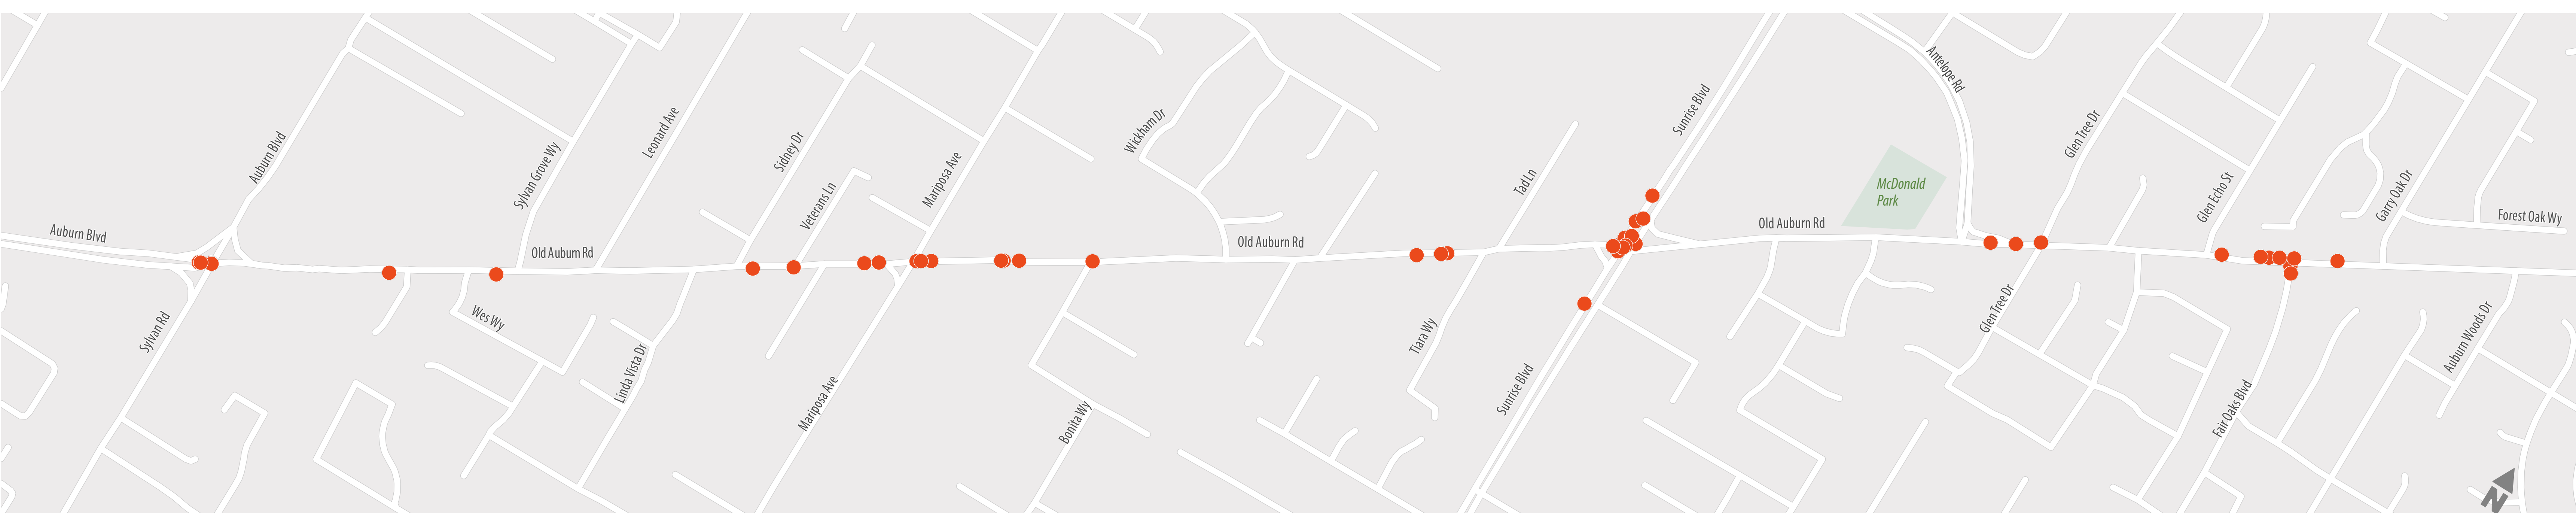 Auburn Blvd
Auburn Blvd
Sylvan Rd
Sylvan Grove Wy
Old Auburn Rd
Wes Wy
Leonard Ave
Linda Vista Dr
Sidney Dr
Veterans Ln
Mariposa Ave
Mariposa Ave
Wickham Dr
Bonita Wy
Old Auburn Rd
Tad Ln
Tiara Wy
Sunrise Blvd
Sunrise Blvd
Old Auburn Rd
McDonald
Park
Antelope Rd
Glen Tree Dr
Glen Tree Dr
Glen Echo St
Fair Oaks Blvd
Garry Oak Dr
Forest Oak Wy
Auburn Woods Dr
N